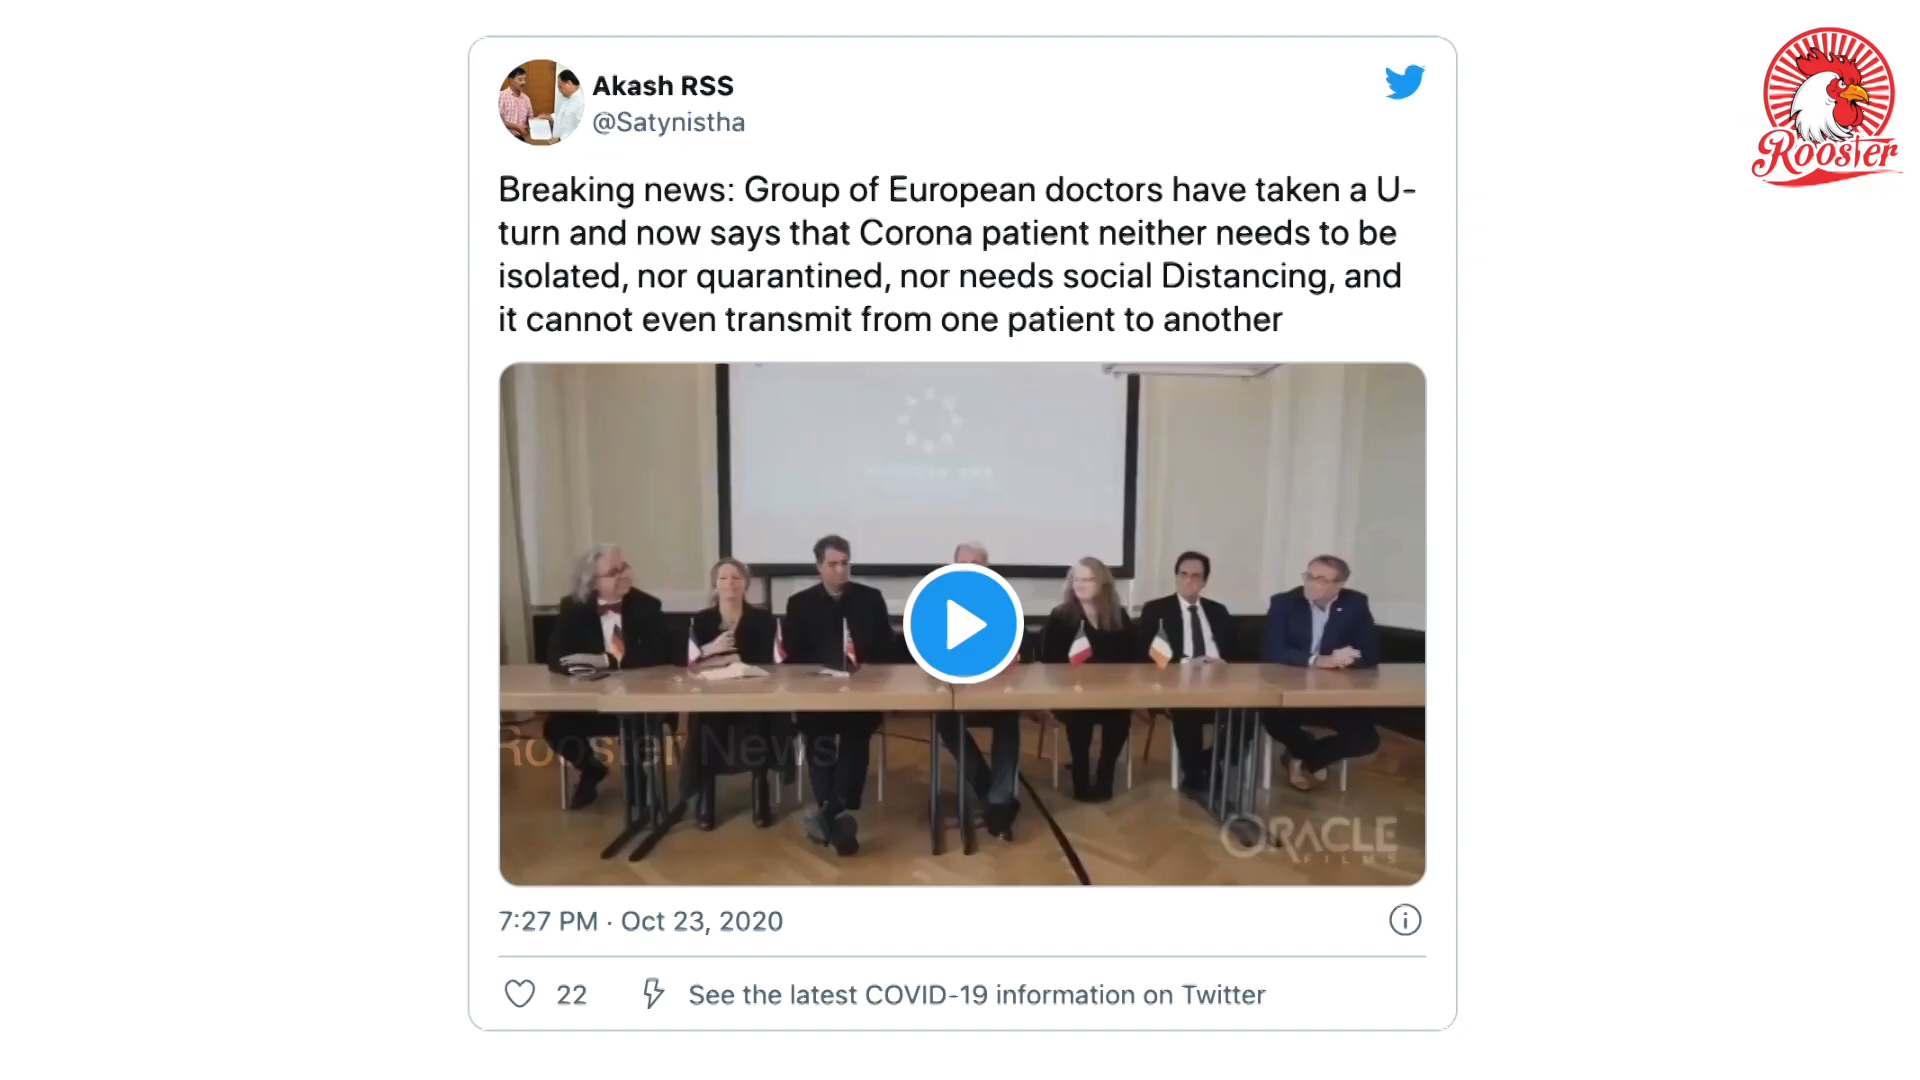 Akash RSS
@Satynistha
Rooster
Breaking news: Group of European doctors have taken a U-
turn and now says that Corona patient neither needs to be
isolated, nor quarantined, nor needs social Distancing, and
it cannot even transmit from one patient to another
Rooster News
ORACLE
FILMS
7:27 PM · Oct 23, 2020
22
See the latest COVID-19 information on Twitter